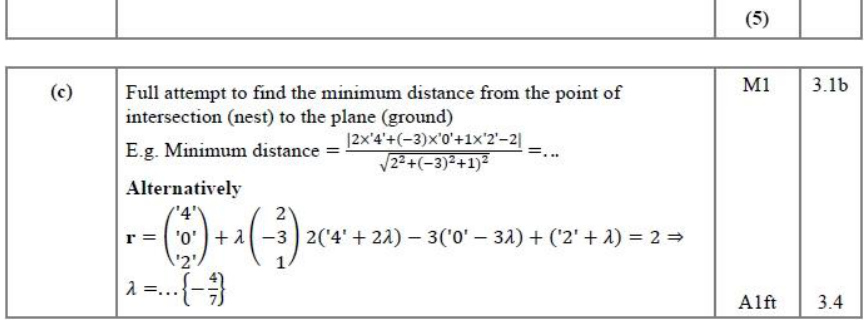 (5)
(c) Full attempt to find the minimum distance from the point of M1 3.1b
intersection (nest) to the plane (ground)
E.g. Minimum distance = |2×'4'+(−3)×'0'+1×'2'−2| / √2²+(−3)²+1)² =...
Alternatively
r = ('4' '0' '2') + λ(2 −3 1) 2('4' + 2λ) − 3('0' − 3λ) + ('2' + λ) = 2 ⇒
λ =...{−4/7} A1ft 3.4